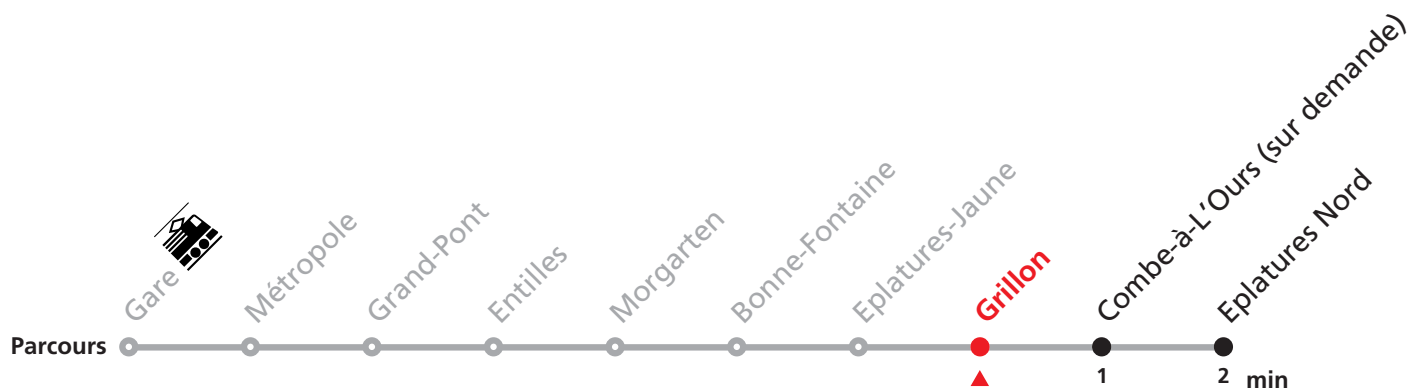 Gare
Métropole
Grand-Pont
Entilles
Morgarten
Bonne-Fontaine
Eplatures-Jaune
Grillon
Combe-à-L'Ours (sur demande)
Eplatures Nord
Parcours
1 2 min